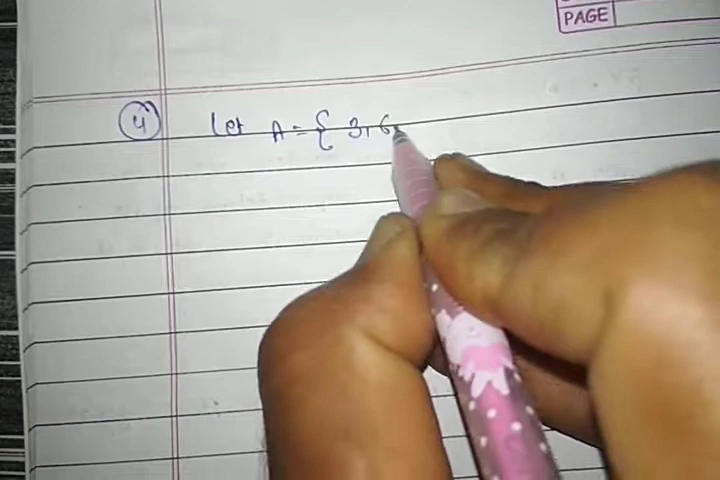 PAGE
④ Let A = { 3, 6